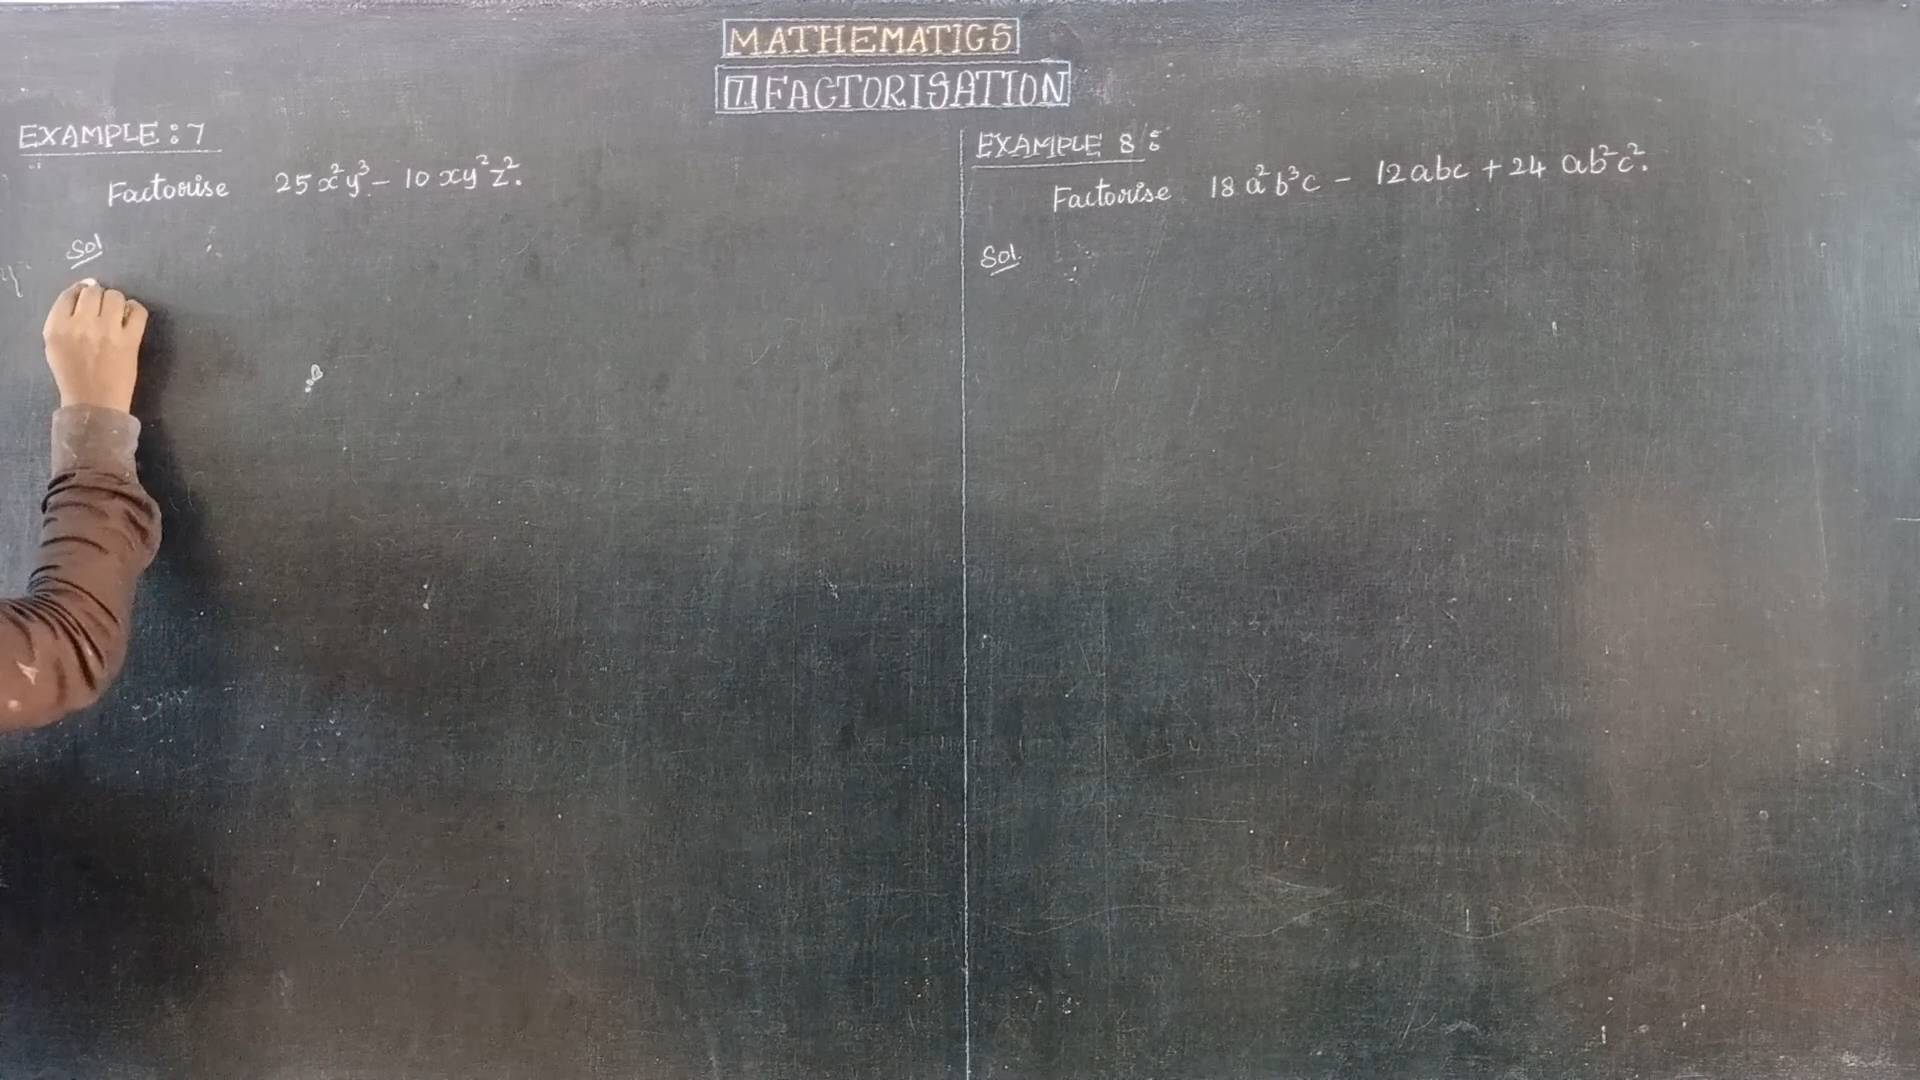 MATHEMATICS
7. FACTORISATION
EXAMPLE : 7
Factorise 25x²y³ - 10xy²z².
Sol
EXAMPLE 8 :
Factorise 18a²b³c - 12abc + 24ab²c².
Sol.